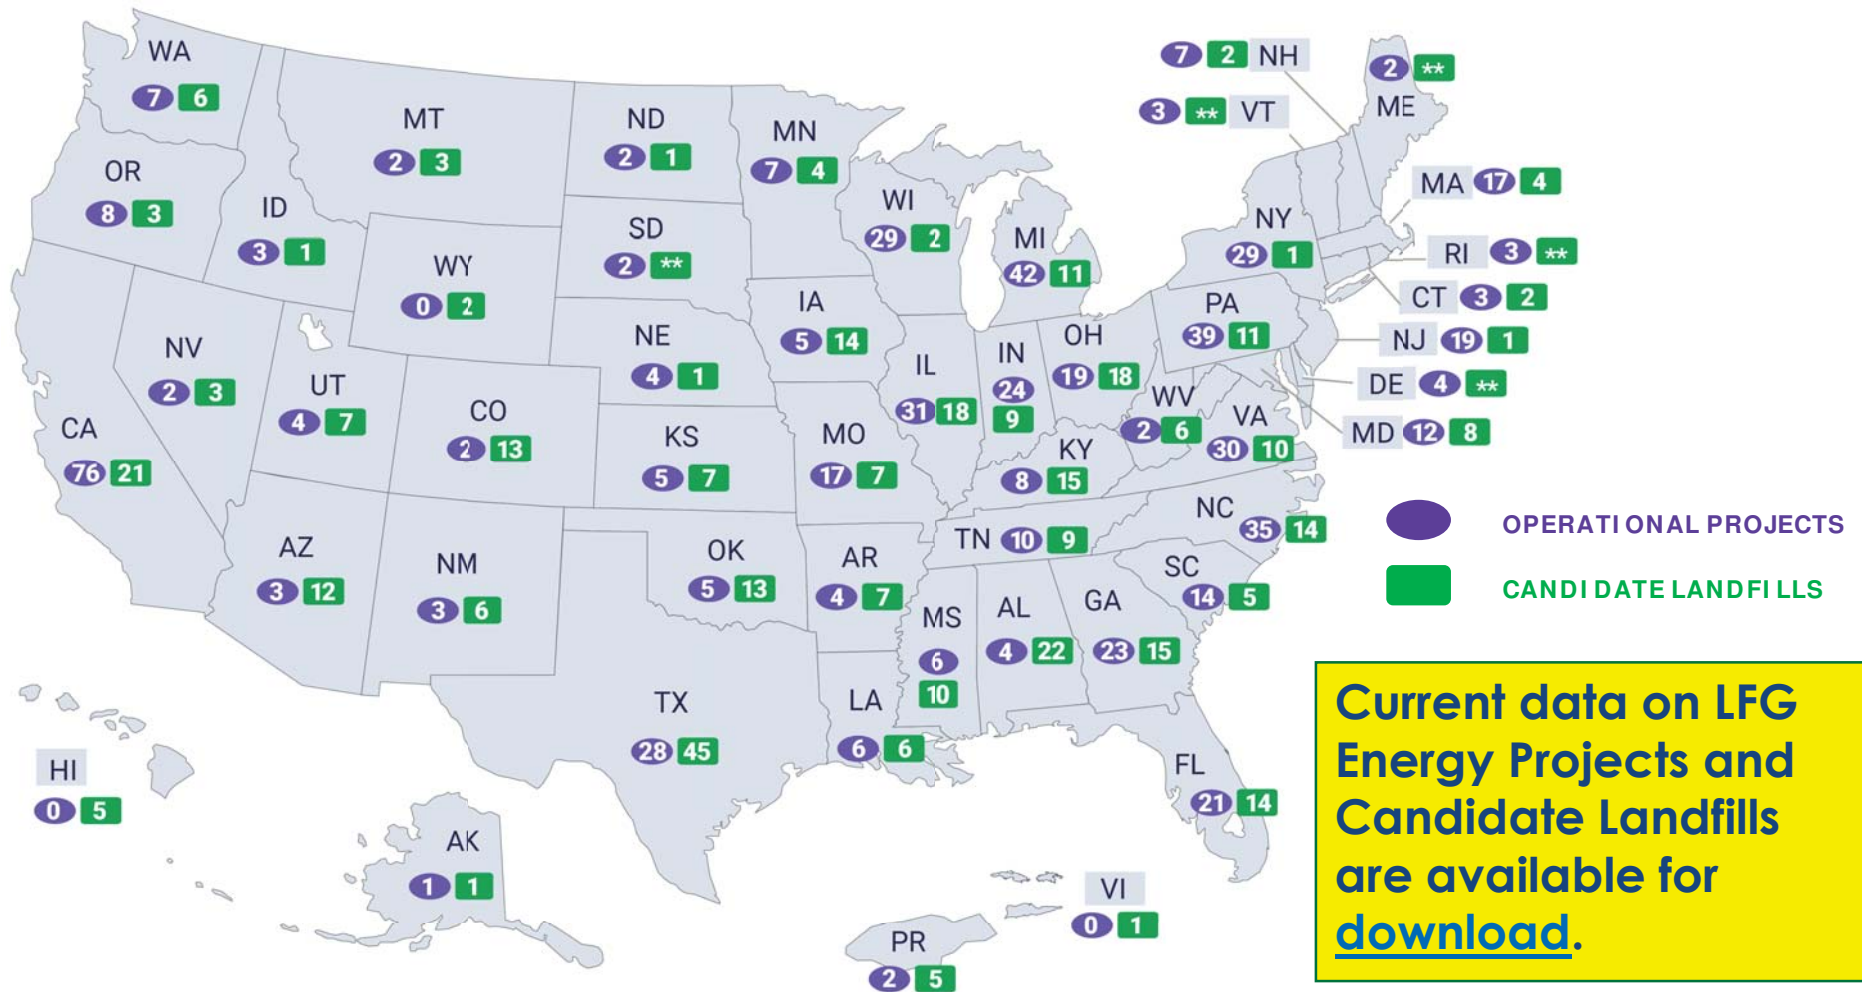 WA
7 6
OR
8 3
ID
3 1
MT
2 3
ND
2 1
MN
7 4
SD
2 **
WY
0 2
NE
4 1
IA
5 14
WI
29 2
MI
42 11
NV
2 3
UT
4 7
CO
2 13
KS
5 7
MO
17 7
IL
31 18
IN
24
9
OH
19 18
CA
76 21
AZ
3 12
NM
3 6
OK
5 13
AR
4 7
TX
28 45
LA
6 6
MS
6
10
AL
4 22
GA
23 15
FL
21 14
SC
14 5
NC
35 14
TN 10 9
KY
8 15
WV
2 6
VA
30 10
PA
39 11
NY
29 1
7 2 NH
3 ** VT
2 **
ME
MA 17 4
RI 3 **
CT 3 2
NJ 19 1
DE 4 **
MD 12 8
HI
0 5
AK
1 1
PR
2 5
VI
0 1
OPERATIONAL PROJECTS
CANDIDATE LANDFILLS
Current data on LFG
Energy Projects and
Candidate Landfills
are available for
download.